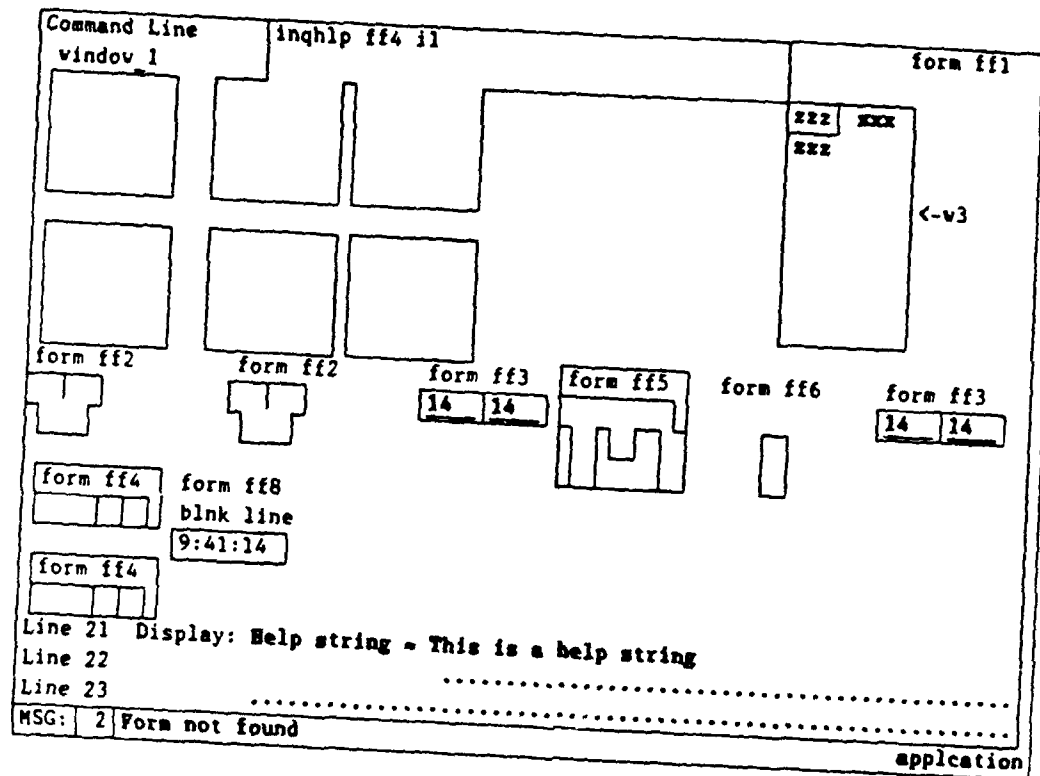 Command Line inqhlp ff4 i1 form ff1
window_1
zzz xxx
zzz
<-w3
form ff2 form ff2 form ff3 form ff5 form ff6 form ff3
14 14 14 14
form ff4 form ff8
blnk line
9:41:14
form ff4
Line 21 Display: Help string = This is a help string
Line 22
Line 23
MSG: 2 Form not found
applcation